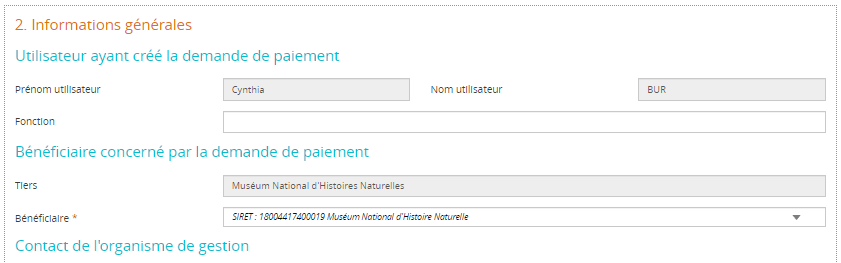 2. Informations générales
Utilisateur ayant créé la demande de paiement
Prénom utilisateur Cynthia Nom utilisateur BUR
Fonction
Bénéficiaire concerné par la demande de paiement
Tiers Muséum National d'Histoires Naturelles
Bénéficiaire * SIRET : 18004417400019 Muséum National d'Histoire Naturelle
Contact de l'organisme de gestion